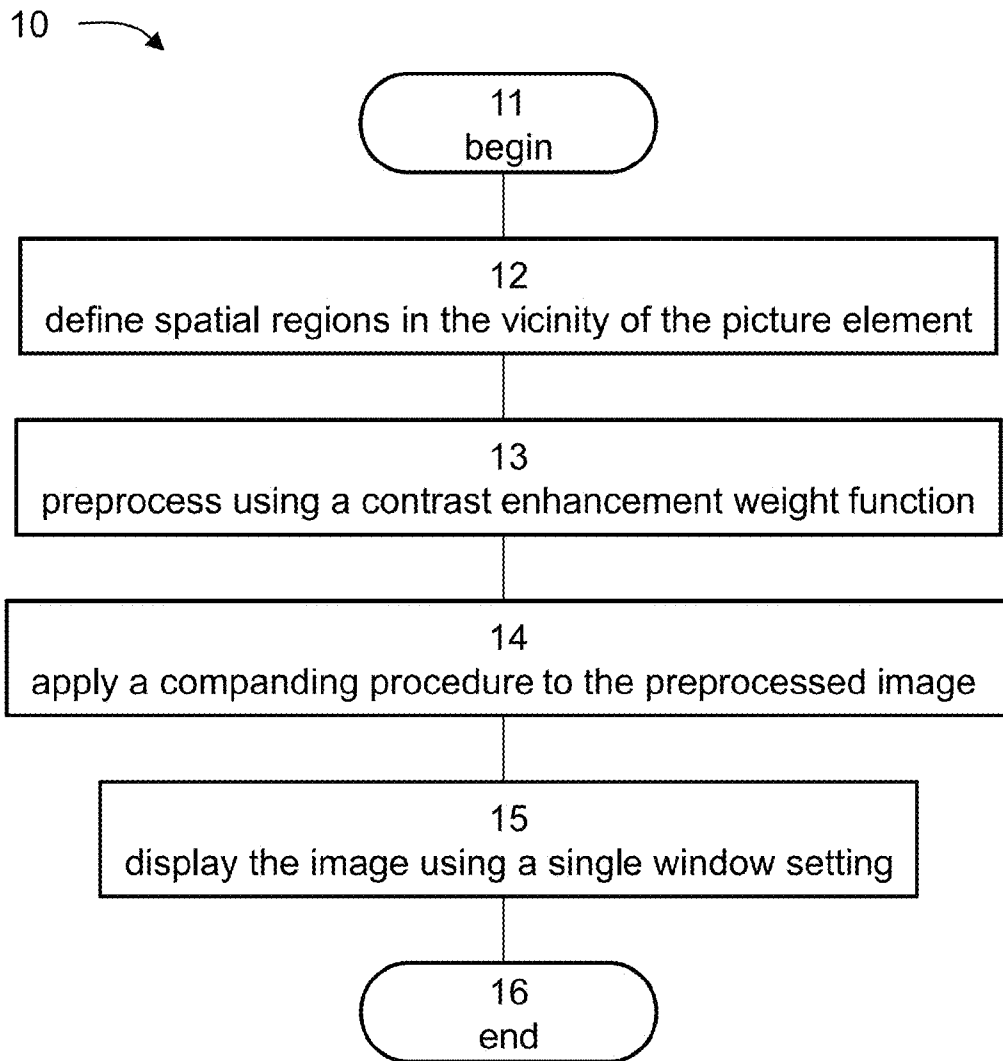 10
11
begin
12
define spatial regions in the vicinity of the picture element
13
preprocess using a contrast enhancement weight function
14
apply a companding procedure to the preprocessed image
15
display the image using a single window setting
16
end